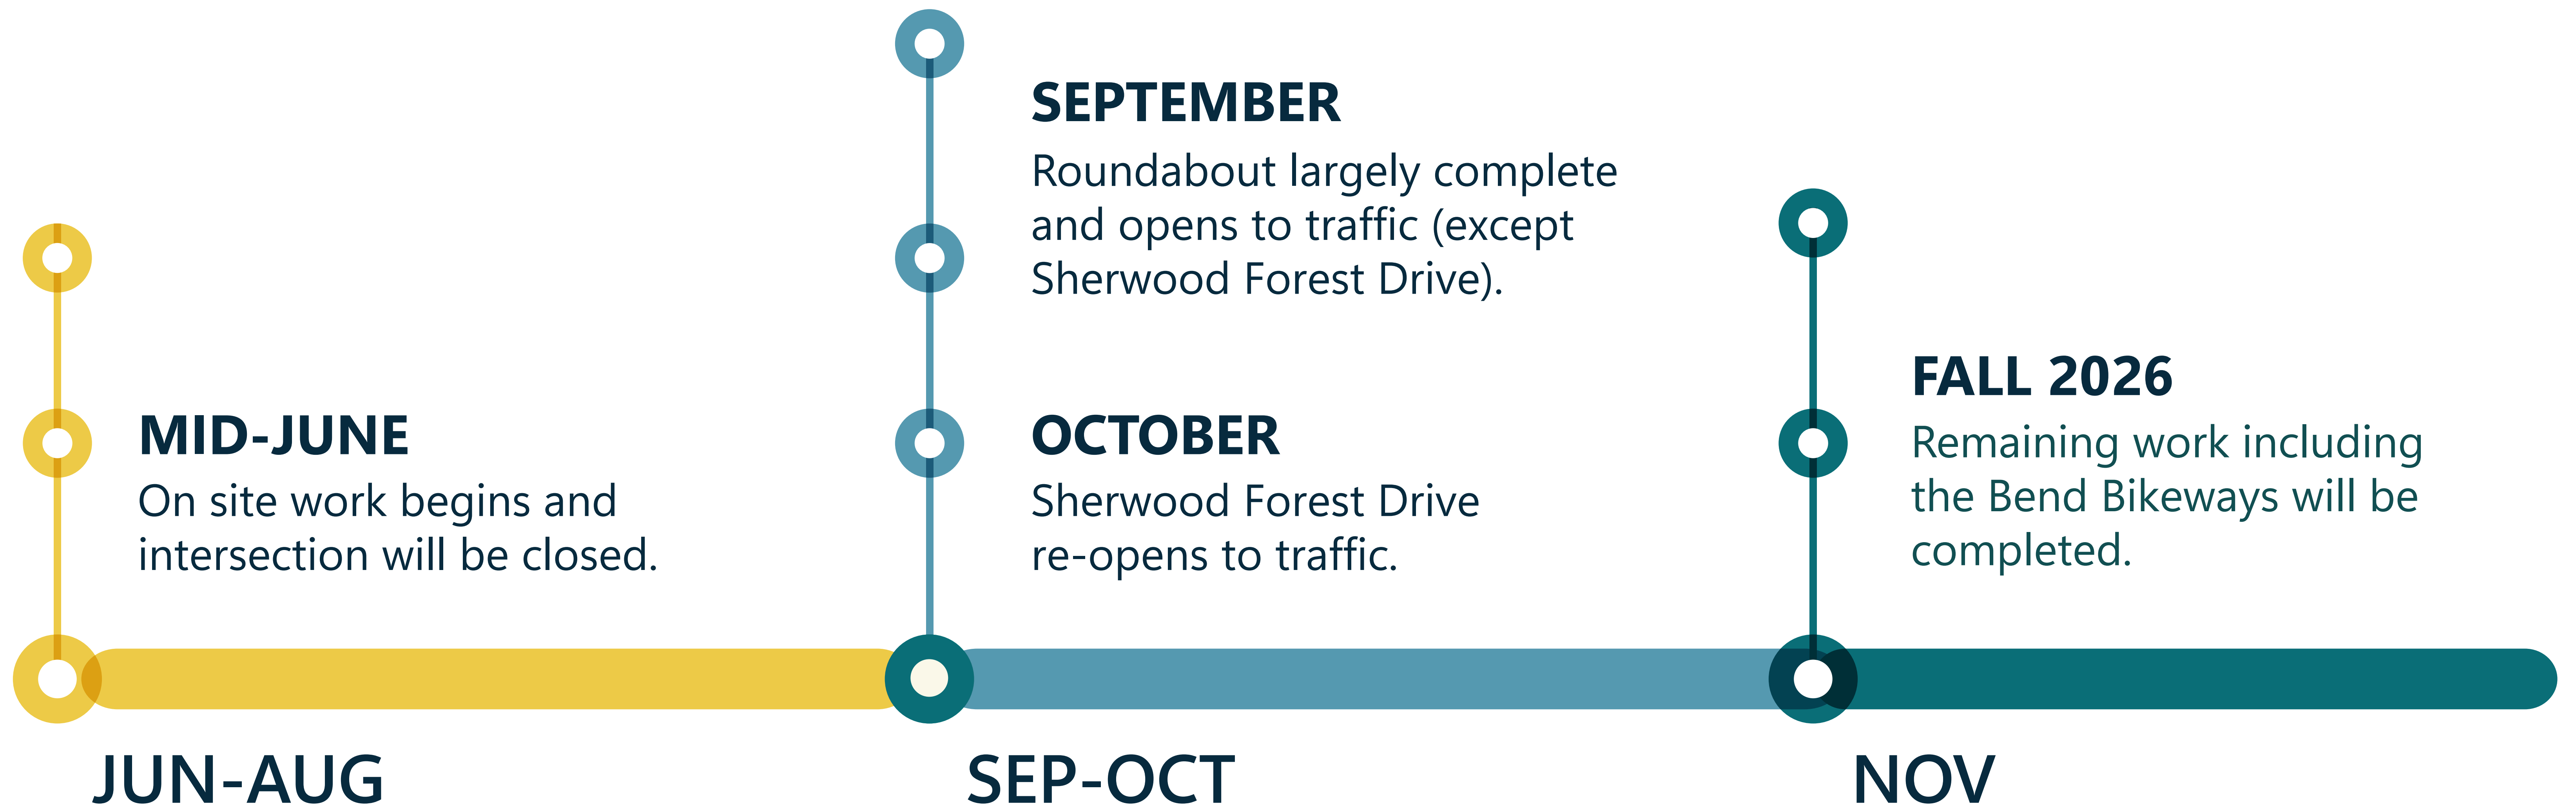 SEPTEMBER
Roundabout largely complete
and opens to traffic (except
Sherwood Forest Drive).
MID-JUNE
On site work begins and
intersection will be closed.
OCTOBER
Sherwood Forest Drive
re-opens to traffic.
FALL 2026
Remaining work including
the Bend Bikeways will be
completed.
JUN-AUG
SEP-OCT
NOV